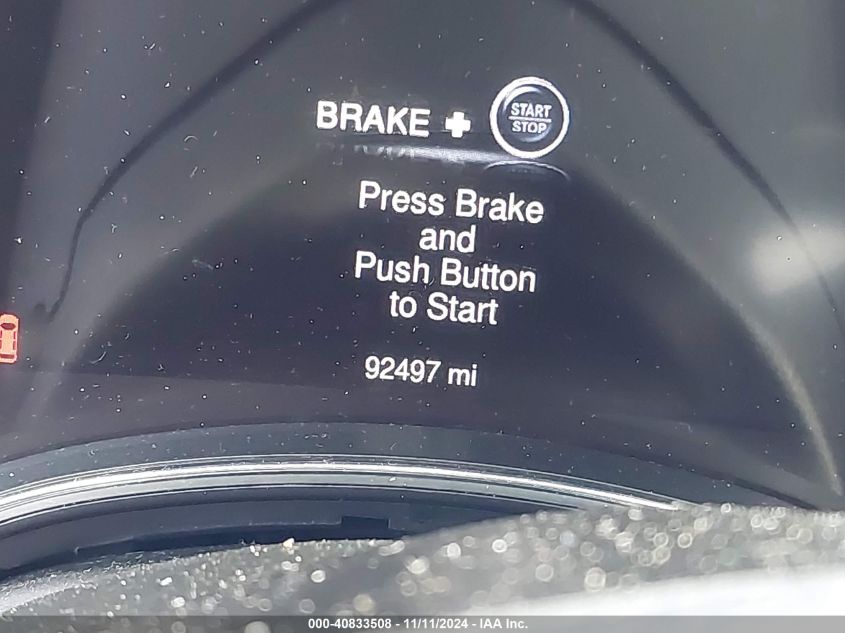 BRAKE + START
STOP
Press Brake
and
Push Button
to Start
92497 mi
000-40833508 - 11/11/2024 - IAA Inc.